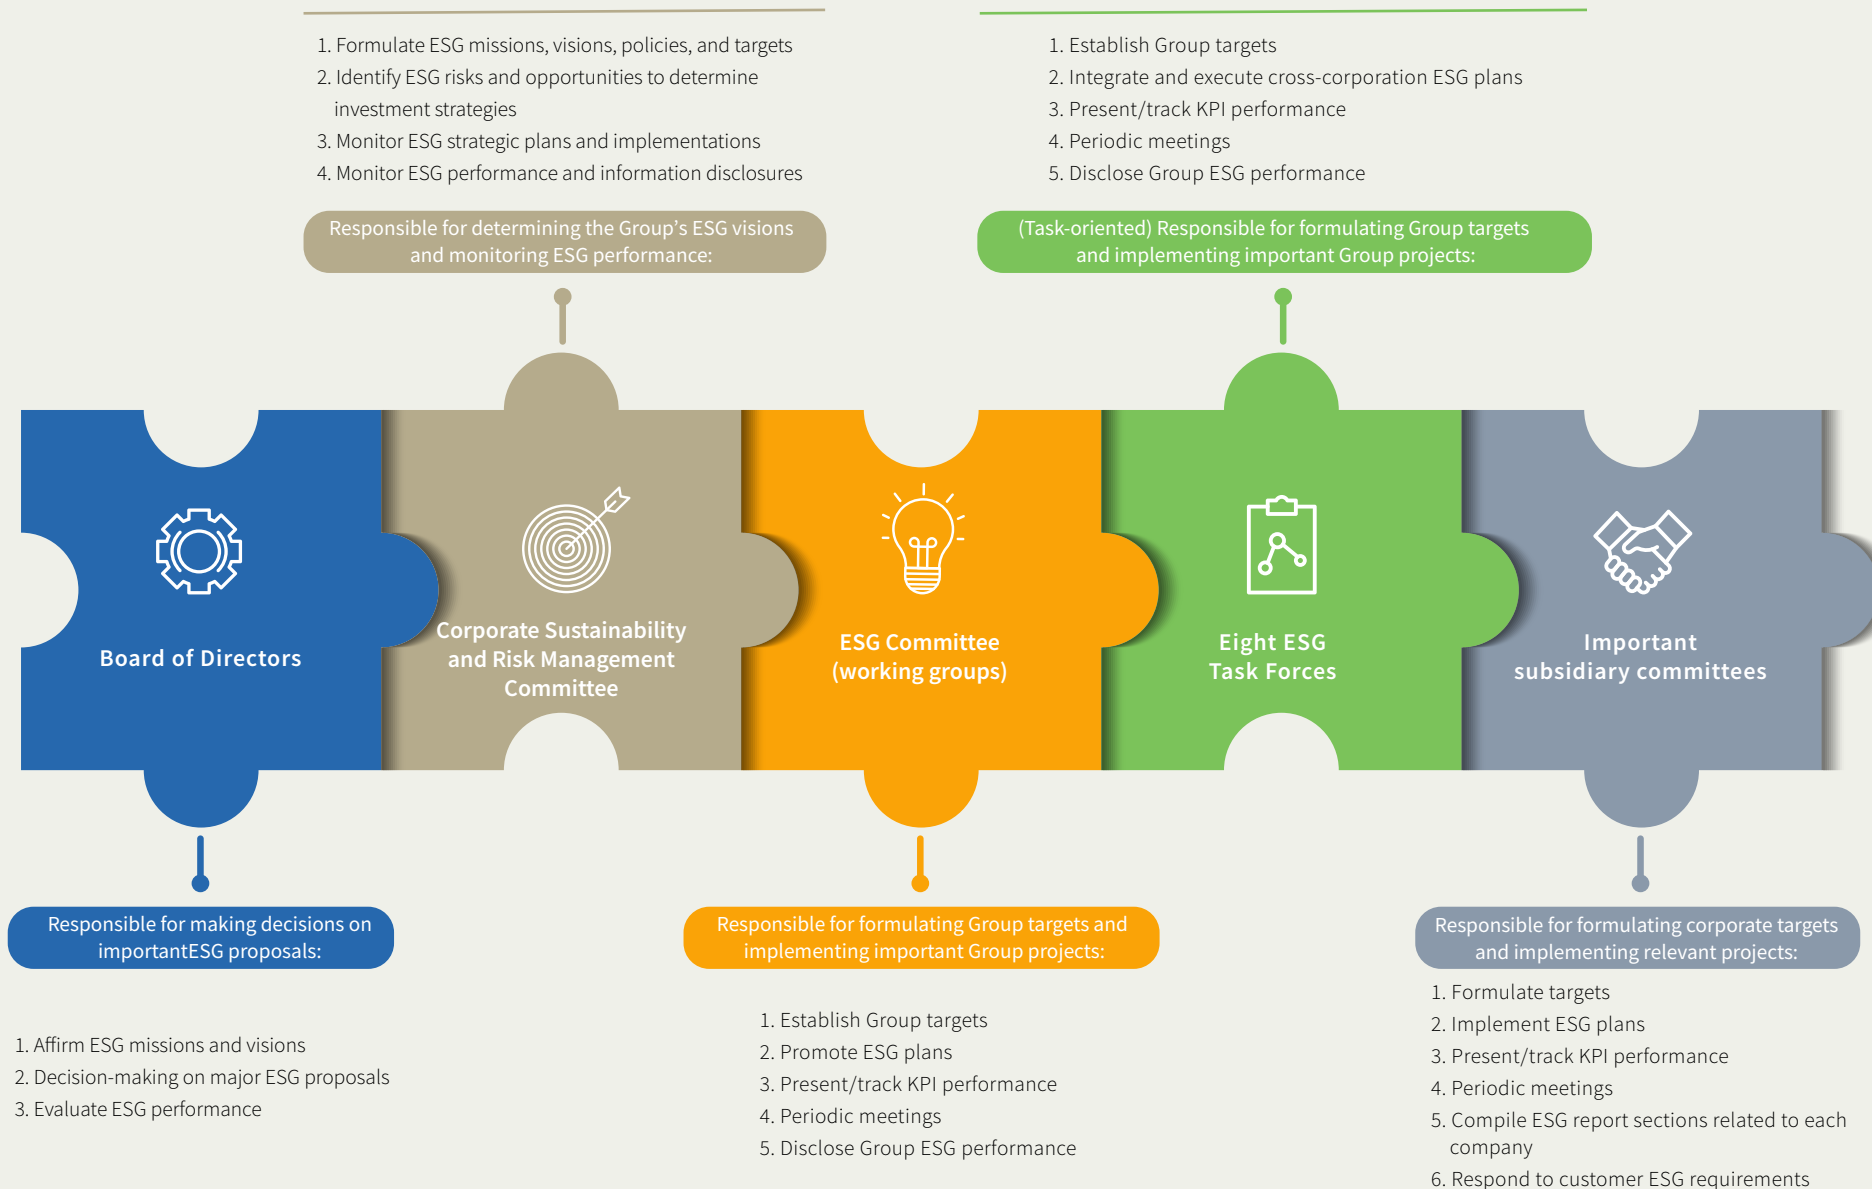 1. Formulate ESG missions, visions, policies, and targets
2. Identify ESG risks and opportunities to determine
investment strategies
3. Monitor ESG strategic plans and implementations
4. Monitor ESG performance and information disclosures
Responsible for determining the Group’s ESG visions
and monitoring ESG performance:
1. Establish Group targets
2. Integrate and execute cross-corporation ESG plans
3. Present/track KPI performance
4. Periodic meetings
5. Disclose Group ESG performance
(Task-oriented) Responsible for formulating Group targets
and implementing important Group projects:
Board of Directors
Corporate Sustainability
and Risk Management
Committee
ESG Committee
(working groups)
Eight ESG
Task Forces
Important
subsidiary committees
Responsible for making decisions on
importantESG proposals:
1. Affirm ESG missions and visions
2. Decision-making on major ESG proposals
3. Evaluate ESG performance
Responsible for formulating Group targets and
implementing important Group projects:
1. Establish Group targets
2. Promote ESG plans
3. Present/track KPI performance
4. Periodic meetings
5. Disclose Group ESG performance
Responsible for formulating corporate targets
and implementing relevant projects:
1. Formulate targets
2. Implement ESG plans
3. Present/track KPI performance
4. Periodic meetings
5. Compile ESG report sections related to each
company
6. Respond to customer ESG requirements